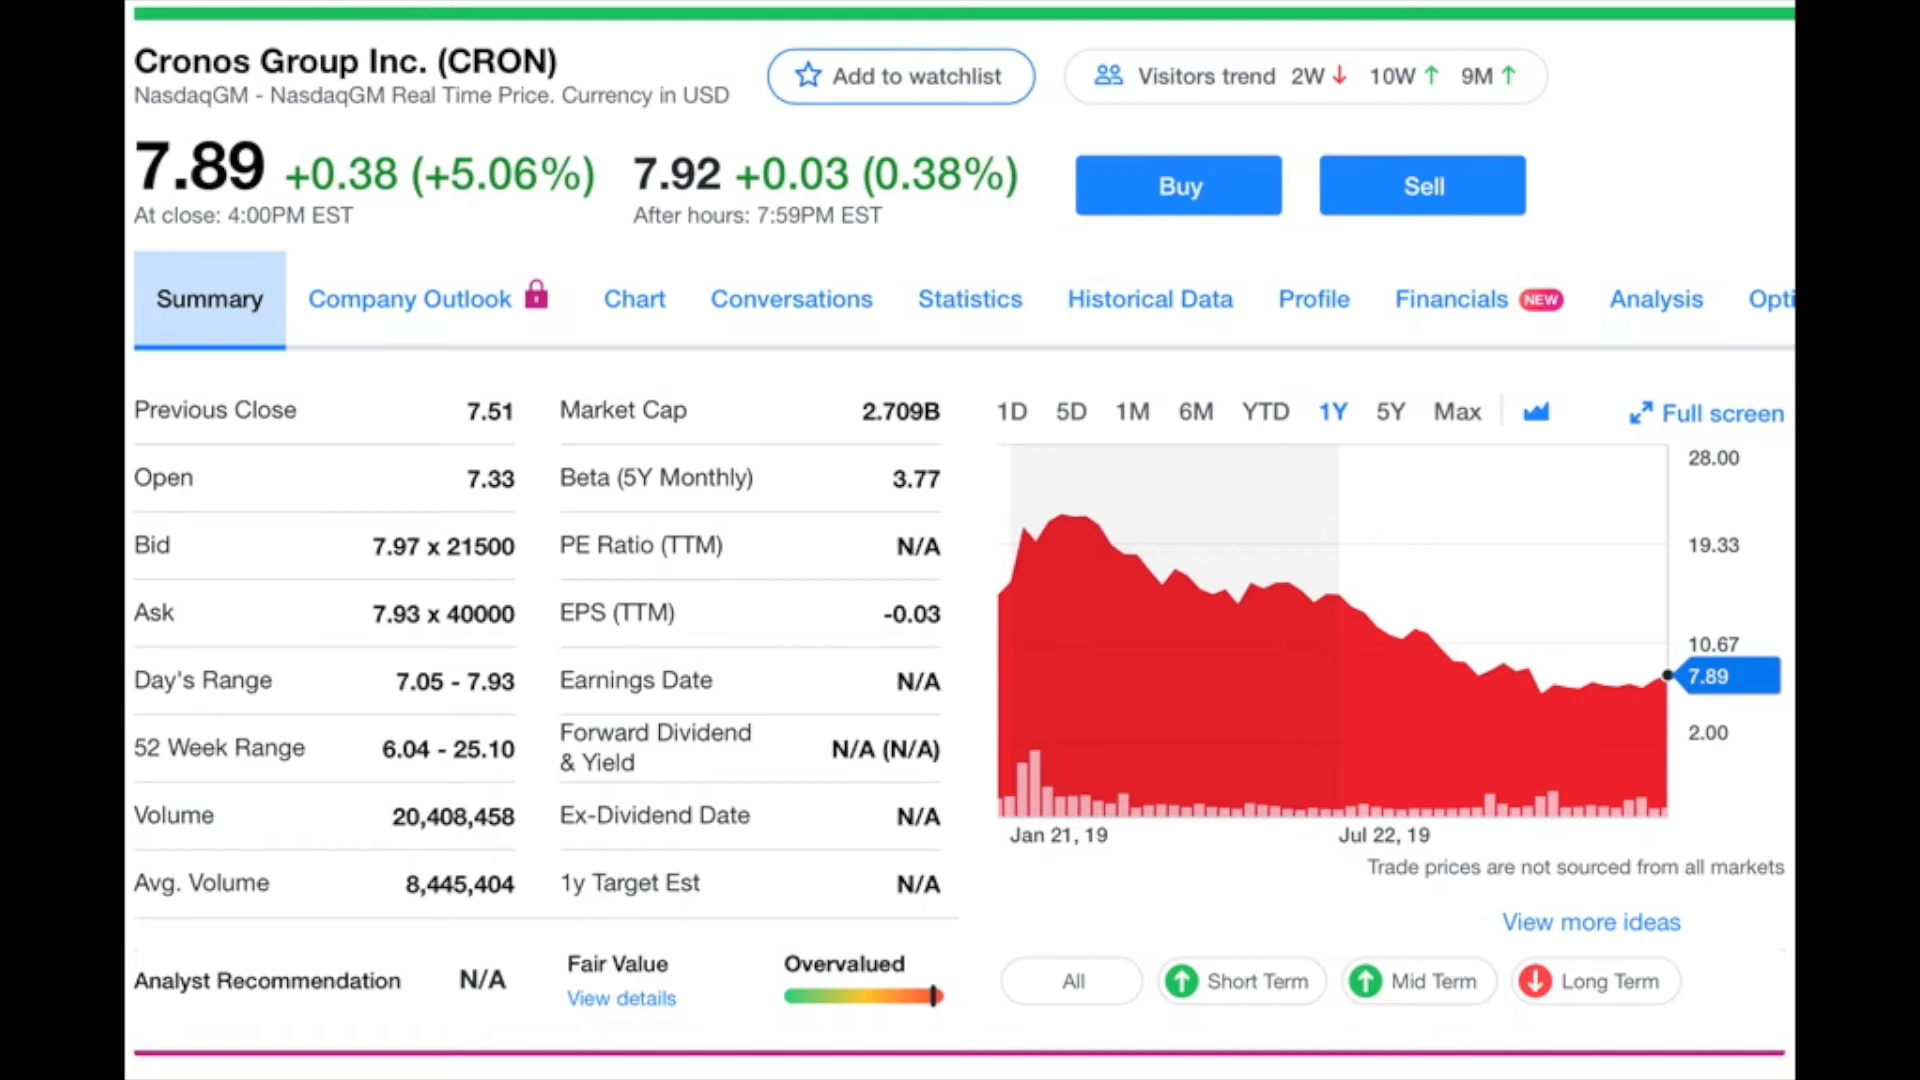 Cronos Group Inc. (CRON)
NasdaqGM - NasdaqGM Real Time Price. Currency in USD
Add to watchlist
Visitors trend 2W 10W 9M
7.89 +0.38 (+5.06%)
At close: 4:00PM EST
7.92 +0.03 (0.38%)
After hours: 7:59PM EST
Buy
Sell
Summary
Company Outlook
Chart
Conversations
Statistics
Historical Data
Profile
Financials NEW
Analysis
Opti
Previous Close 7.51
Open 7.33
Bid 7.97 x 21500
Ask 7.93 x 40000
Day's Range 7.05 - 7.93
52 Week Range 6.04 - 25.10
Volume 20,408,458
Avg. Volume 8,445,404
Market Cap 2.709B
Beta (5Y Monthly) 3.77
PE Ratio (TTM) N/A
EPS (TTM) -0.03
Earnings Date N/A
Forward Dividend
& Yield N/A (N/A)
Ex-Dividend Date N/A
1y Target Est N/A
1D 5D 1M 6M YTD 1Y 5Y Max
Full screen
28.00
19.33
10.67
7.89
2.00
Jan 21, 19
Jul 22, 19
Trade prices are not sourced from all markets
View more ideas
Analyst Recommendation N/A
Fair Value
View details
Overvalued
All
Short Term
Mid Term
Long Term